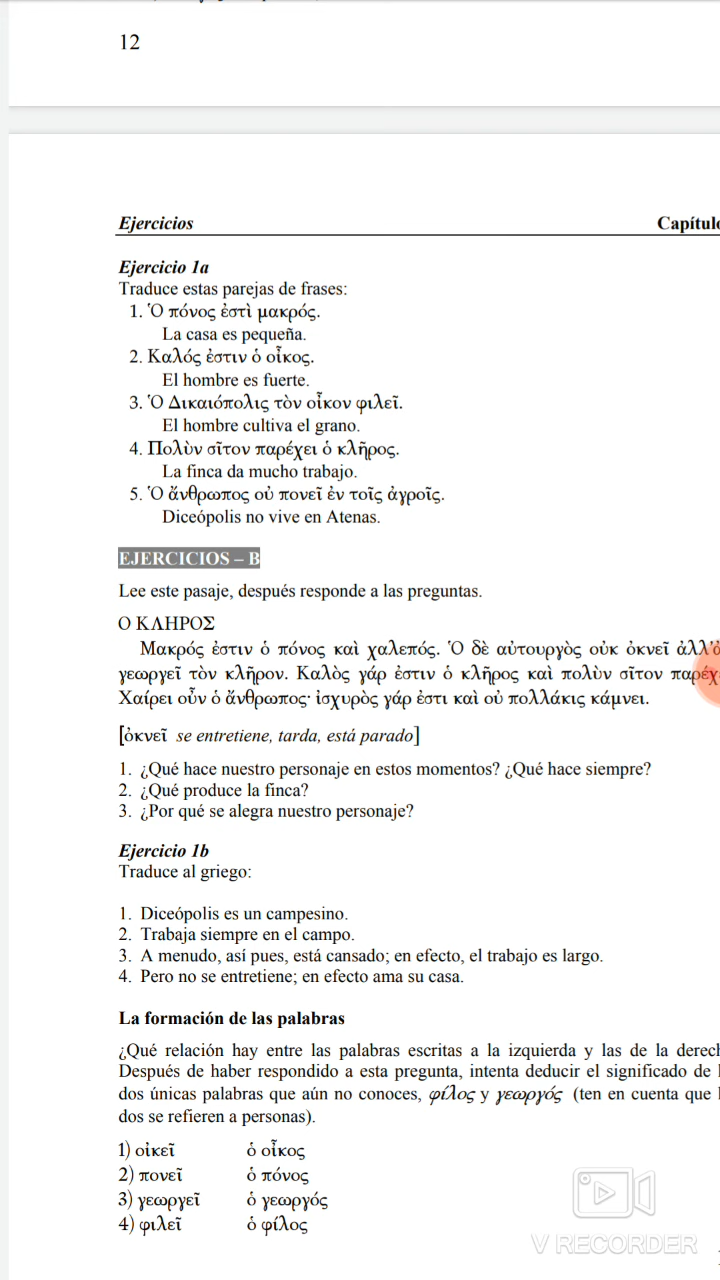 12
Ejercicios Capítulo
Ejercicio 1a
Traduce estas parejas de frases:
1. Ὁ πόνος ἐστὶ μακρός.
La casa es pequeña.
2. Καλός ἐστιν ὁ οἶκος.
El hombre es fuerte.
3. Ὁ Δικαιόπολις τὸν οἶκον φιλεῖ.
El hombre cultiva el grano.
4. Πολὺν σῖτον παρέχει ὁ κλῆρος.
La finca da mucho trabajo.
5. Ὁ ἄνθρωπος οὐ πονεῖ ἐν τοῖς ἀγροῖς.
Diceópolis no vive en Atenas.
EJERCICIOS – B
Lee este pasaje, después responde a las preguntas.
Ο ΚΛΗΡΟΣ
Μακρός ἐστιν ὁ πόνος καὶ χαλεπός. Ὁ δὲ αὐτουργὸς οὐκ ὀκνεῖ ἀλλ’
γεωργεῖ τὸν κλῆρον. Καλὸς γάρ ἐστιν ὁ κλῆρος καὶ πολὺν σῖτον
Χαίρει οὖν ὁ ἄνθρωπος· ἰσχυρὸς γάρ ἐστι καὶ οὐ πολλάκις κάμνει.
[ὀκνεῖ se entretiene, tarda, está parado]
1. ¿Qué hace nuestro personaje en estos momentos? ¿Qué hace siempre?
2. ¿Qué produce la finca?
3. ¿Por qué se alegra nuestro personaje?
Ejercicio 1b
Traduce al griego:
1. Diceópolis es un campesino.
2. Trabaja siempre en el campo.
3. A menudo, así pues, está cansado; en efecto, el trabajo es largo.
4. Pero no se entretiene; en efecto ama su casa.
La formación de las palabras
¿Qué relación hay entre las palabras escritas a la izquierda y las de la
Después de haber respondido a esta pregunta, intenta deducir el significado de
dos únicas palabras que aún no conoces, φίλος y γεωργός (ten en cuenta que
dos se refieren a personas).
1) οἰκεῖ ὁ οἶκος
2) πονεῖ ὁ πόνος
3) γεωργεῖ ὁ γεωργός
4) φιλεῖ ὁ φίλος
V RECORDER